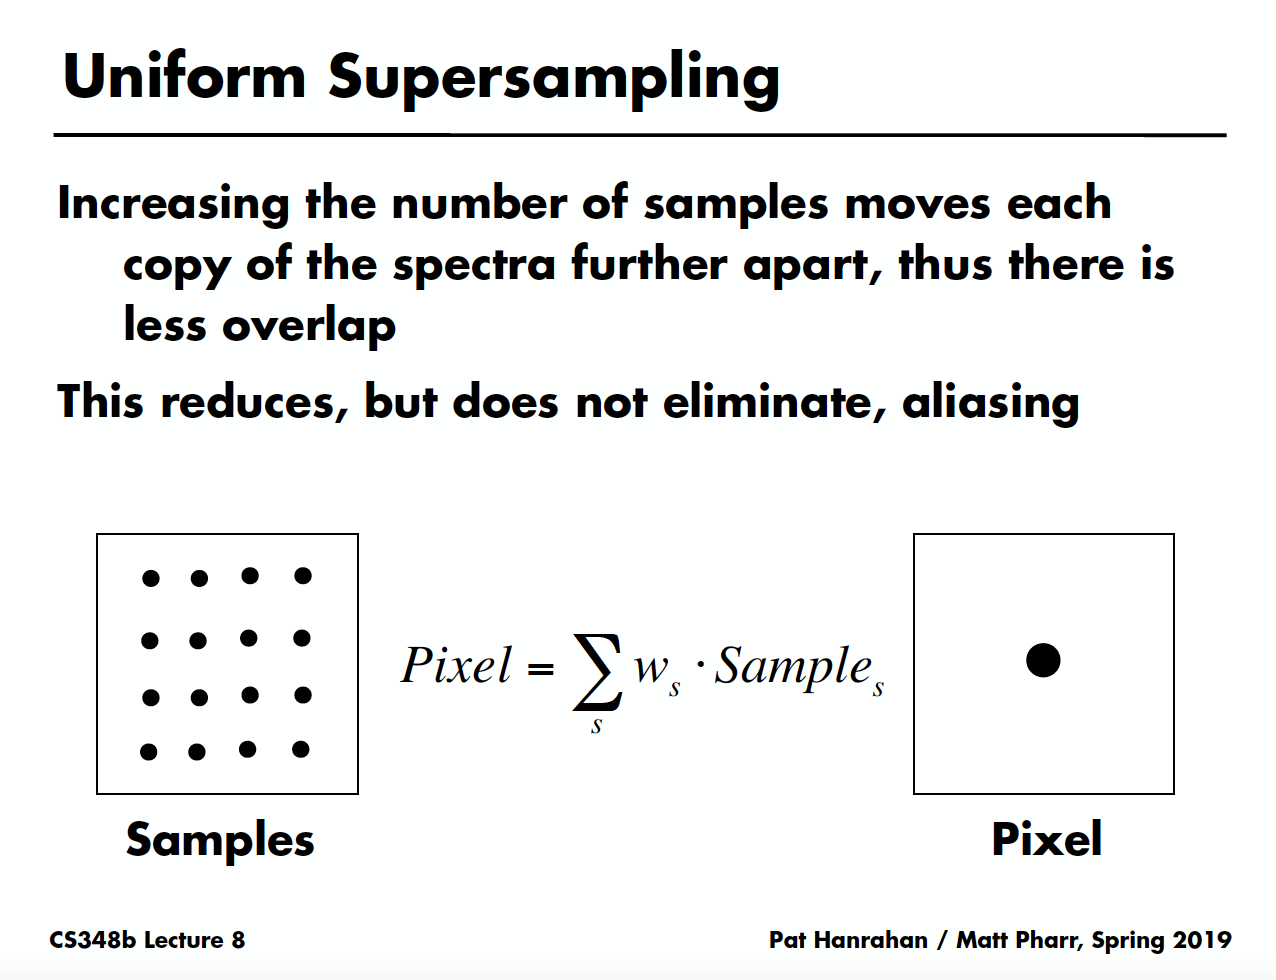 Uniform Supersampling
Increasing the number of samples moves each
copy of the spectra further apart, thus there is
less overlap
This reduces, but does not eliminate, aliasing
Pixel = ∑ₛ wₛ · Sampleₛ
Samples
Pixel
CS348b Lecture 8
Pat Hanrahan / Matt Pharr, Spring 2019